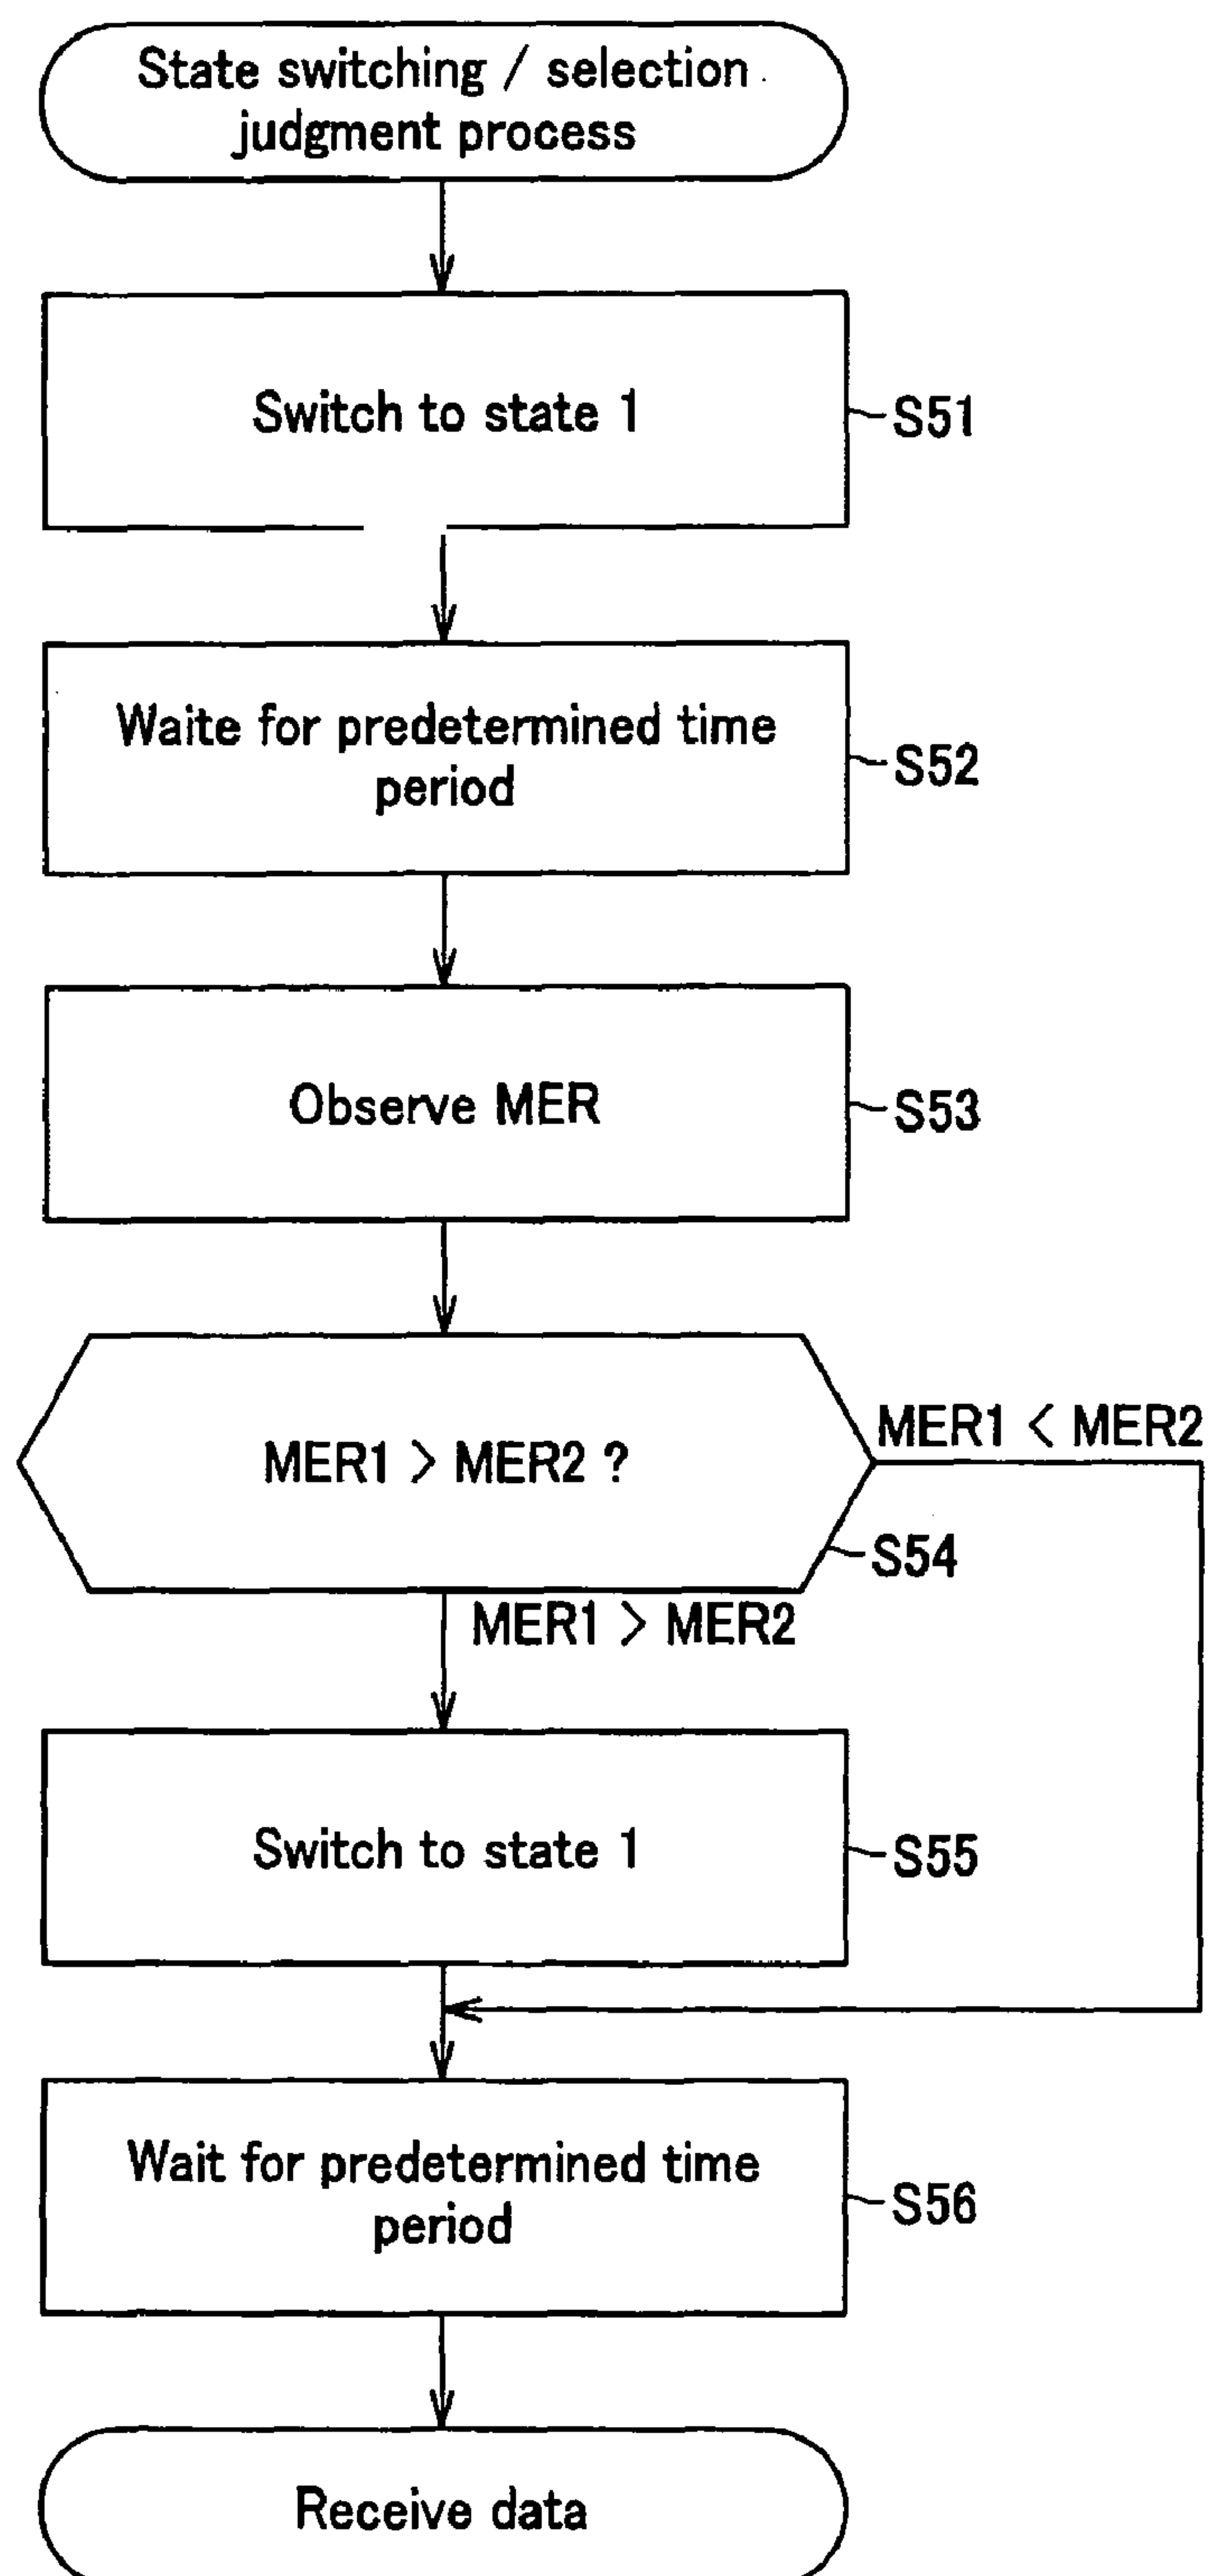 State switching / selection
judgment process
Switch to state 1
S51
Waite for predetermined time
period
S52
Observe MER
S53
MER1 > MER2 ?
MER1 < MER2
S54
MER1 > MER2
Switch to state 1
S55
Wait for predetermined time
period
S56
Receive data